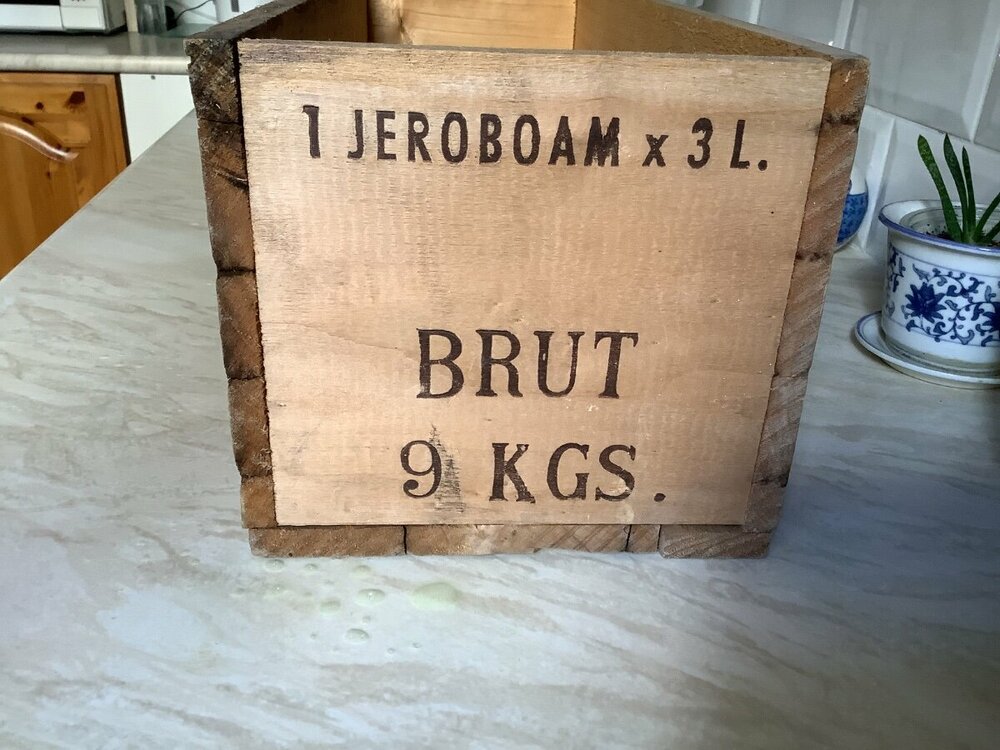 1 JEROBOAM x 3 L.
BRUT
9 KGS.